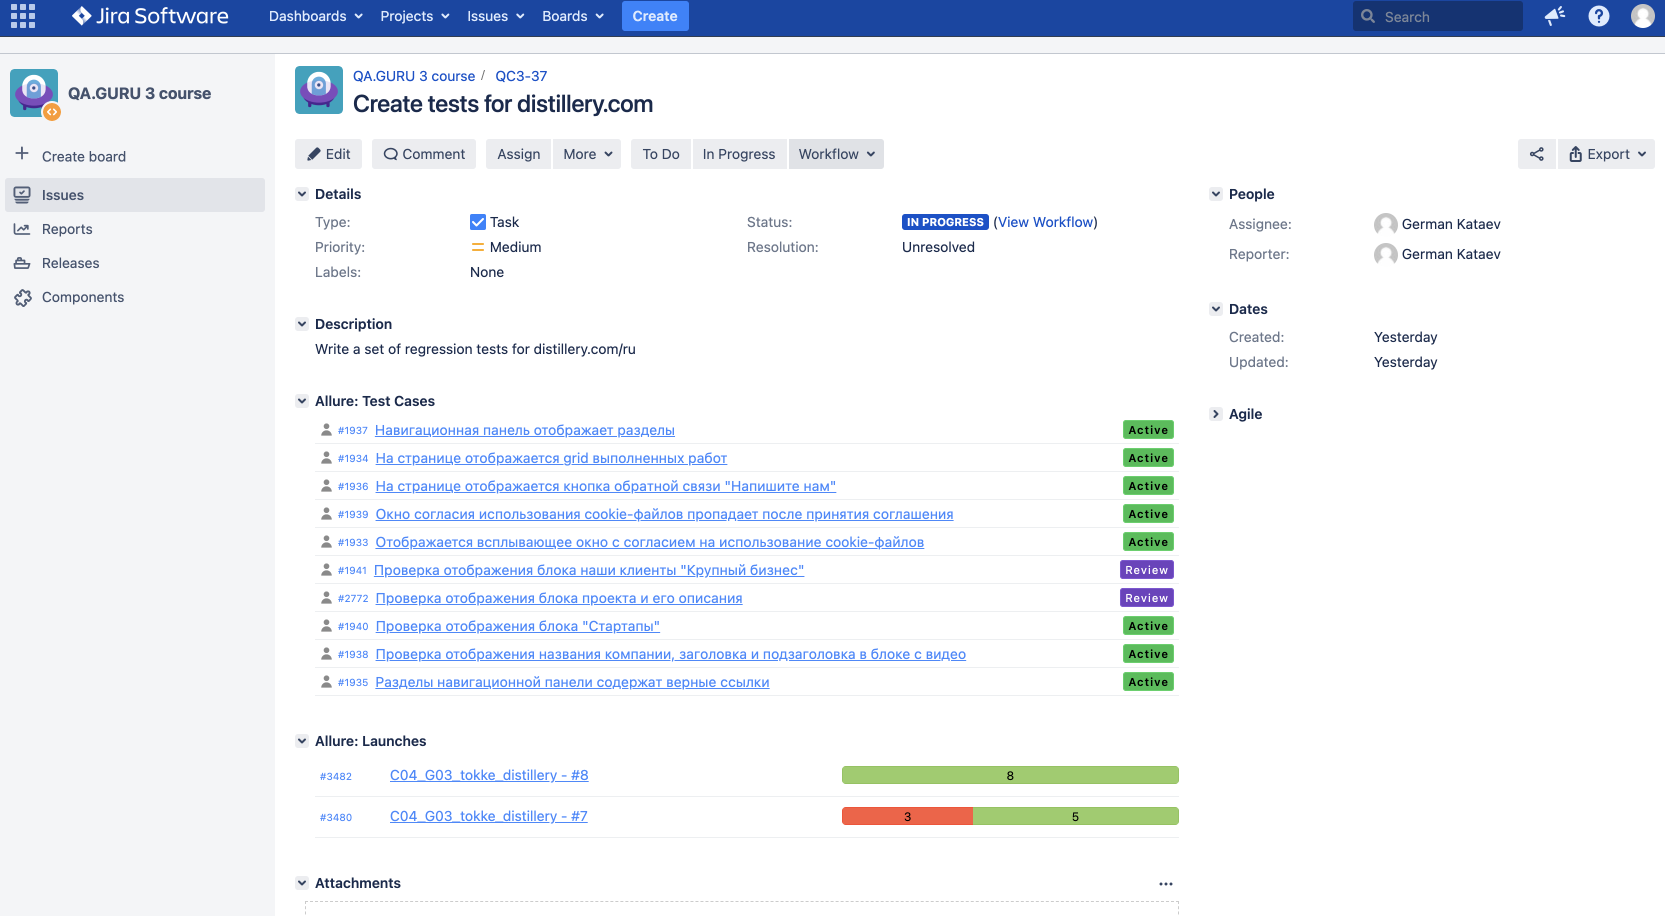 Jira Software Dashboards Projects Issues Boards Create Search
QA.GURU 3 course
Create board
Issues
Reports
Releases
Components
QA.GURU 3 course / QC3-37
Create tests for distillery.com
Edit Comment Assign More To Do In Progress Workflow Export
Details
Type: Task Status: IN PROGRESS (View Workflow)
Priority: Medium Resolution: Unresolved
Labels: None
Description
Write a set of regression tests for distillery.com/ru
Allure: Test Cases
#1937 Навигационная панель отображает разделы Active
#1934 На странице отображается grid выполненных работ Active
#1936 На странице отображается кнопка обратной связи "Напишите нам" Active
#1939 Окно согласия использования cookie-файлов пропадает после принятия соглашения Active
#1933 Отображается всплывающее окно с согласием на использование cookie-файлов Active
#1941 Проверка отображения блока наши клиенты "Крупный бизнес" Review
#2772 Проверка отображения блока проекта и его описания Review
#1940 Проверка отображения блока "Стартапы" Active
#1938 Проверка отображения названия компании, заголовка и подзаголовка в блоке с видео Active
#1935 Разделы навигационной панели содержат верные ссылки Active
Allure: Launches
#3482 C04_G03_tokke_distillery - #8 8
#3480 C04_G03_tokke_distillery - #7 3 5
Attachments
People
Assignee: German Kataev
Reporter: German Kataev
Dates
Created: Yesterday
Updated: Yesterday
Agile